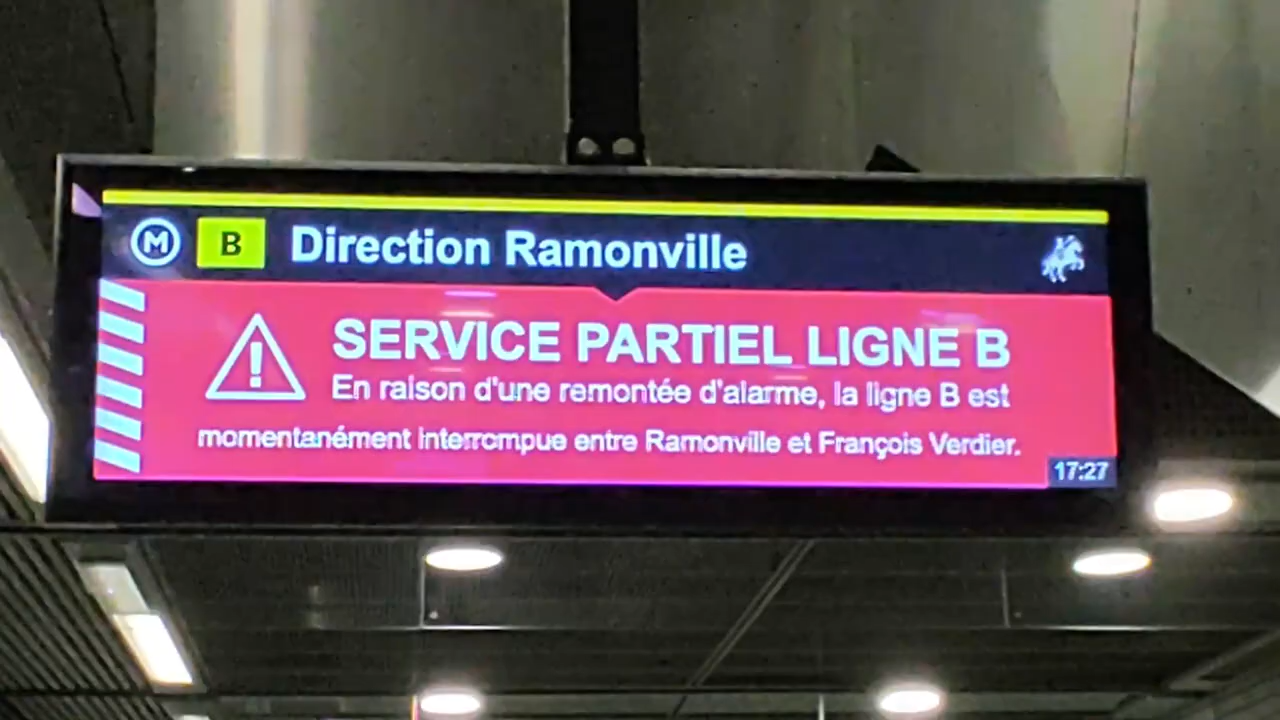 M B Direction Ramonville
SERVICE PARTIEL LIGNE B
En raison d'une remontée d'alarme, la ligne B est
momentanément interrompue entre Ramonville et François Verdier.
17:27